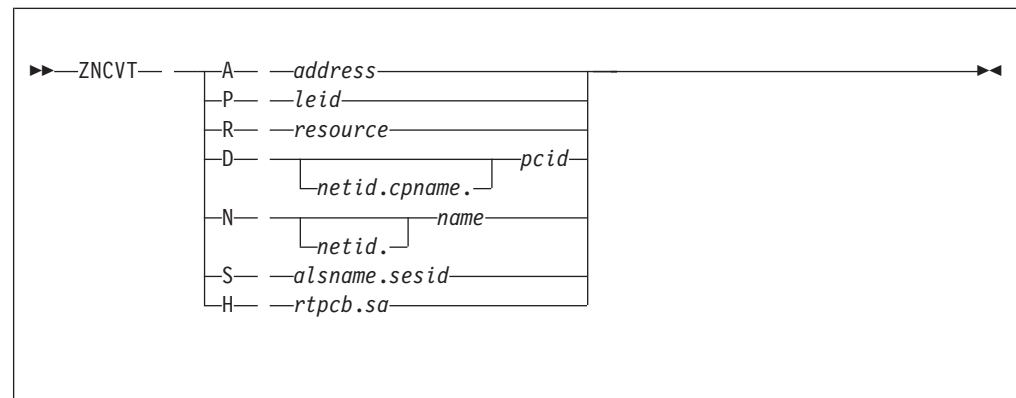 ZNCVT A address
P leid
R resource
D pcid
netid.cpname.
N name
netid.
S alsname.sesid
H rtpcb.sa